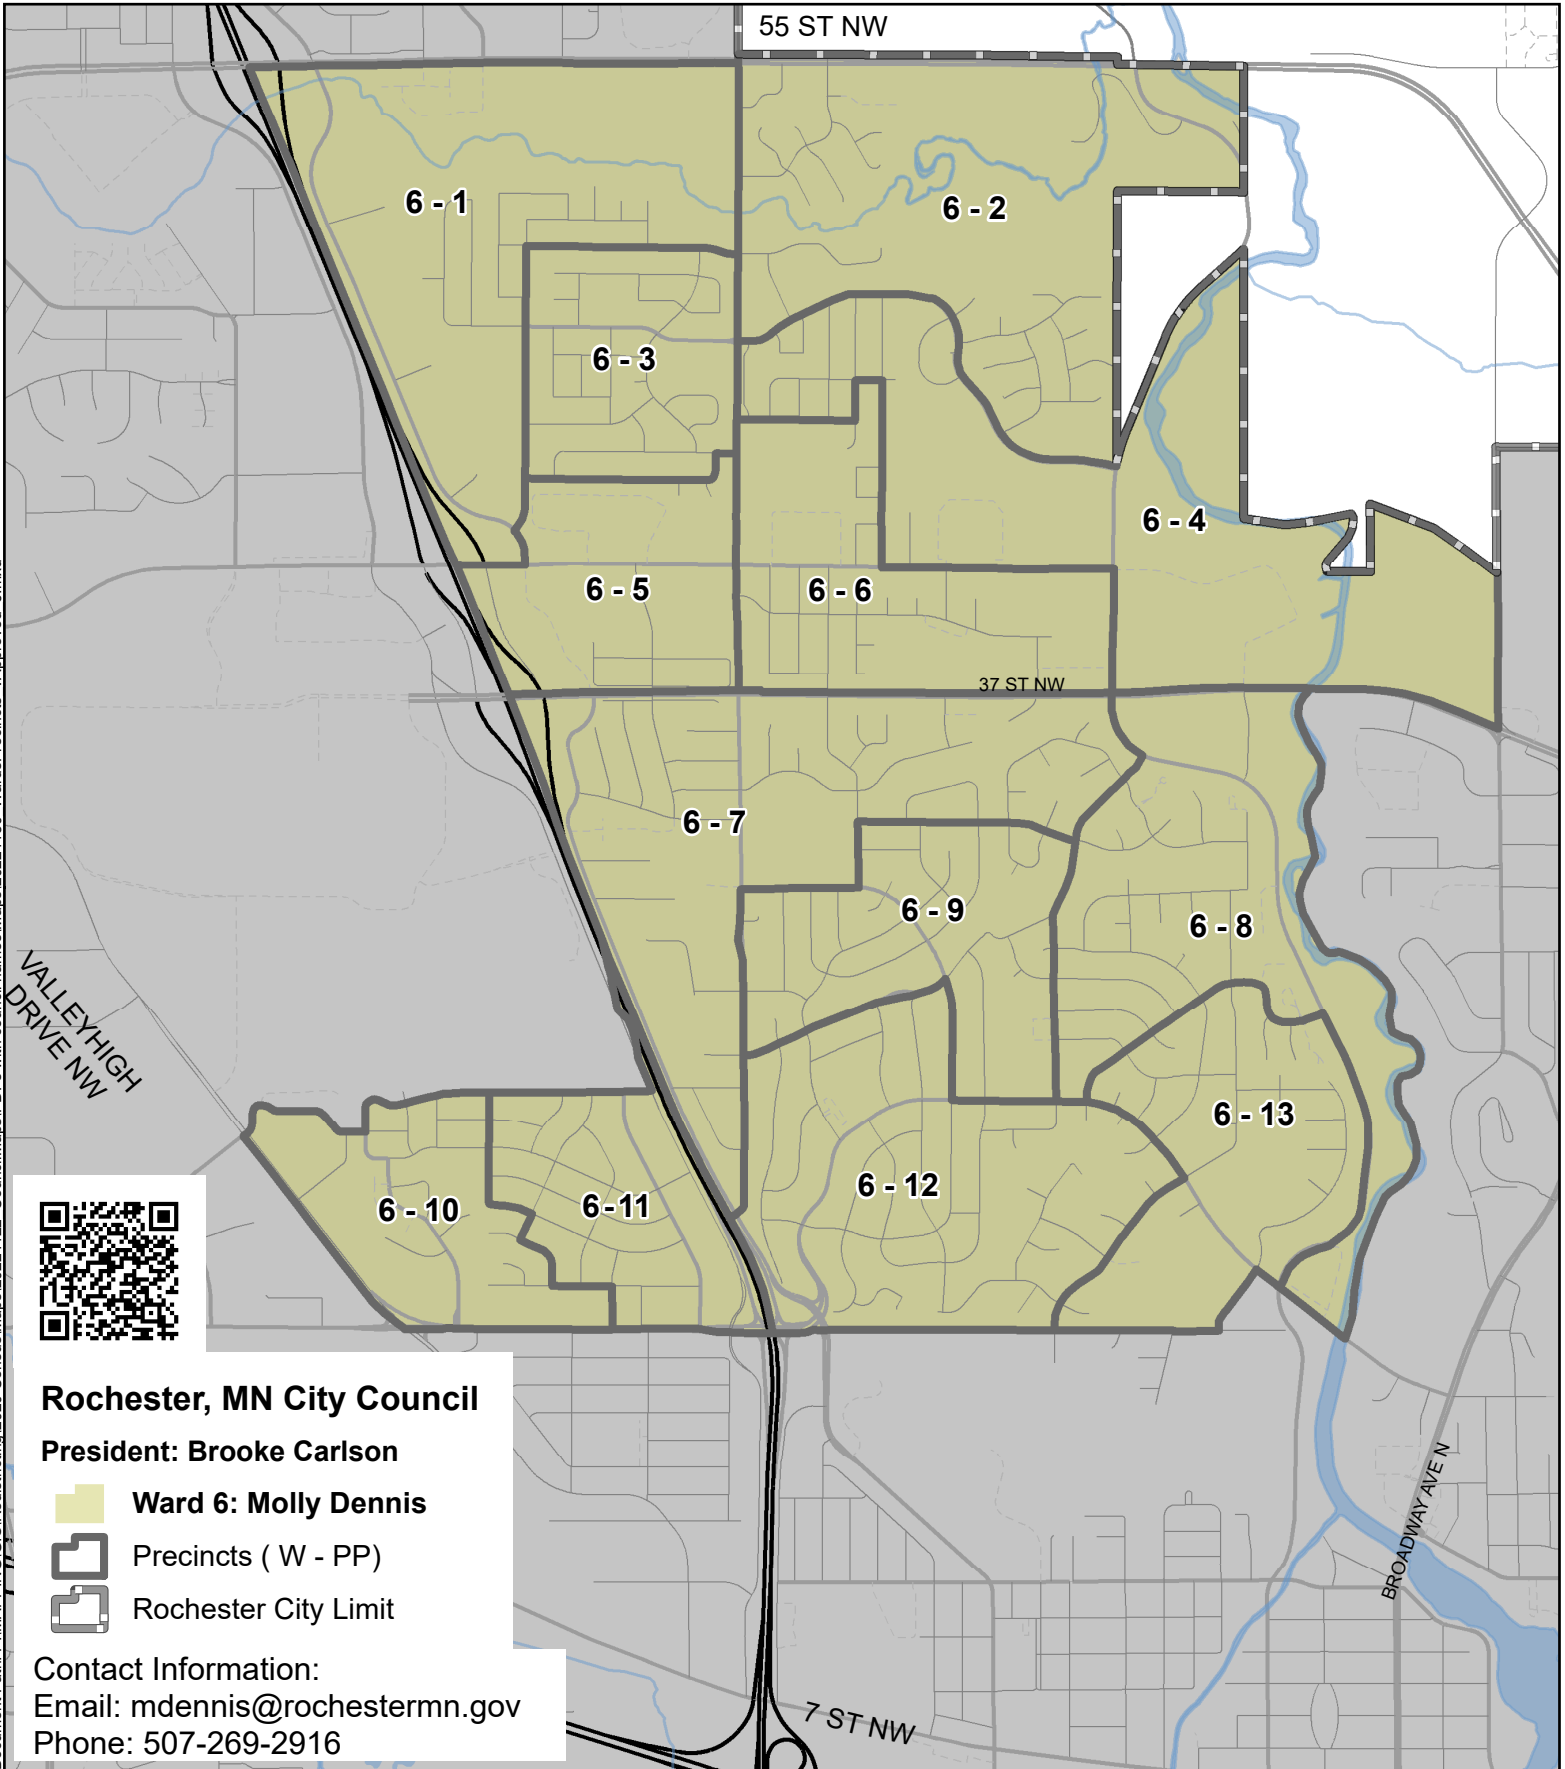 55 ST NW
6 - 1
6 - 2
6 - 3
6 - 4
6 - 5
6 - 6
37 ST NW
6 - 7
6 - 9
6 - 8
VALLEYHIGH
DRIVE NW
6 - 13
6 - 12
6 - 10
6-11
Rochester, MN City Council
President: Brooke Carlson
Ward 6: Molly Dennis
Precincts ( W - PP)
Rochester City Limit
BROADWAY AVE N
Contact Information:
Email: mdennis@rochestermn.gov
Phone: 507-269-2916
7 ST NW